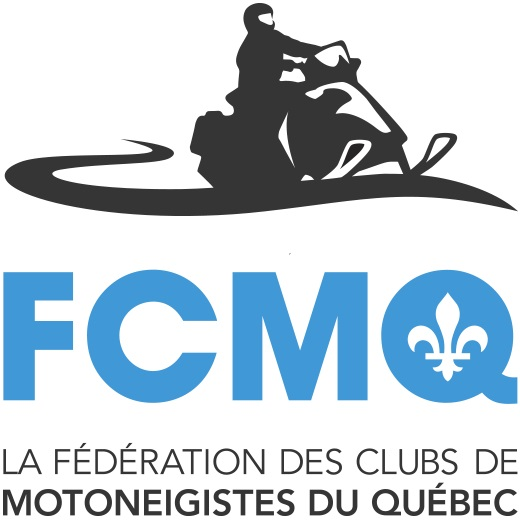 FCMQ
LA FÉDÉRATION DES CLUBS DE
MOTONEIGISTES DU QUÉBEC